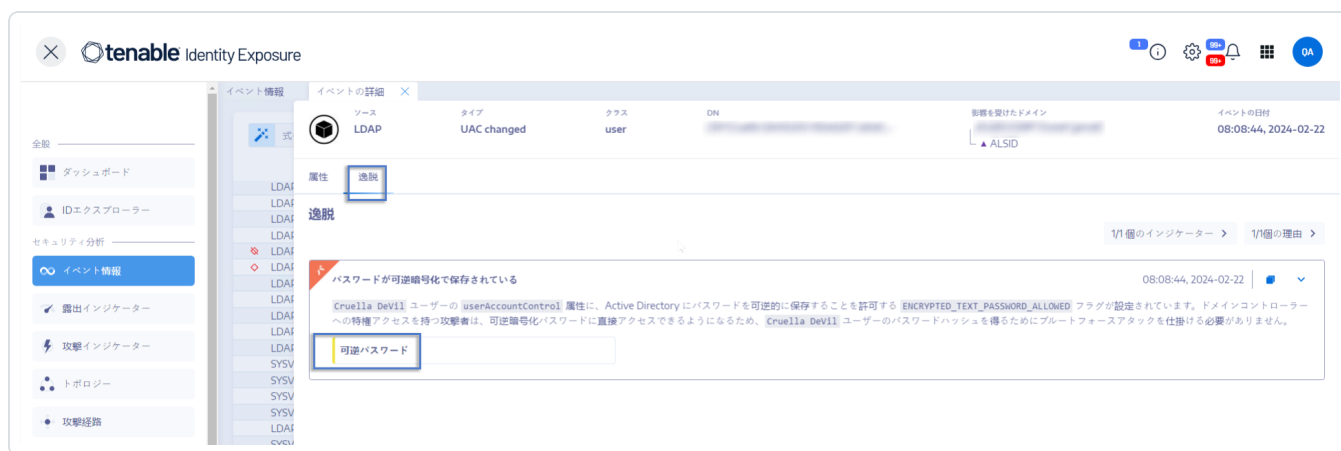 tenable Identity Exposure
1
99+
99+
QA
イベント情報
イベントの詳細
全般
ダッシュボード
IDエクスプローラー
セキュリティ分析
イベント情報
露出インジケーター
攻撃インジケーター
トポロジー
攻撃経路
式
LDAP
LDAP
LDAP
LDAP
LDAP
LDAP
LDAP
LDAP
LDAP
LDAP
LDAP
SYSV
SYSV
SYSV
SYSV
LDAP
SYSV
ソース
LDAP
タイプ
UAC changed
クラス
user
DN
影響を受けたドメイン
ALSID
イベントの日付
08:08:44, 2024-02-22
属性
逸脱
逸脱
1/1 個のインジケーター
1/1個の理由
パスワードが可逆暗号化で保存されている
08:08:44, 2024-02-22
Cruella DeVil ユーザーの userAccountControl 属性に、Active Directory にパスワードを可逆的に保存することを許可する ENCRYPTED_TEXT_PASSWORD_ALLOWED フラグが設定されています。ドメインコントローラー
への特権アクセスを持つ攻撃者は、可逆暗号化パスワードに直接アクセスできるようになるため、Cruella DeVil ユーザーのパスワードハッシュを得るためにブルートフォースアタックを仕掛ける必要がありません。
可逆パスワード